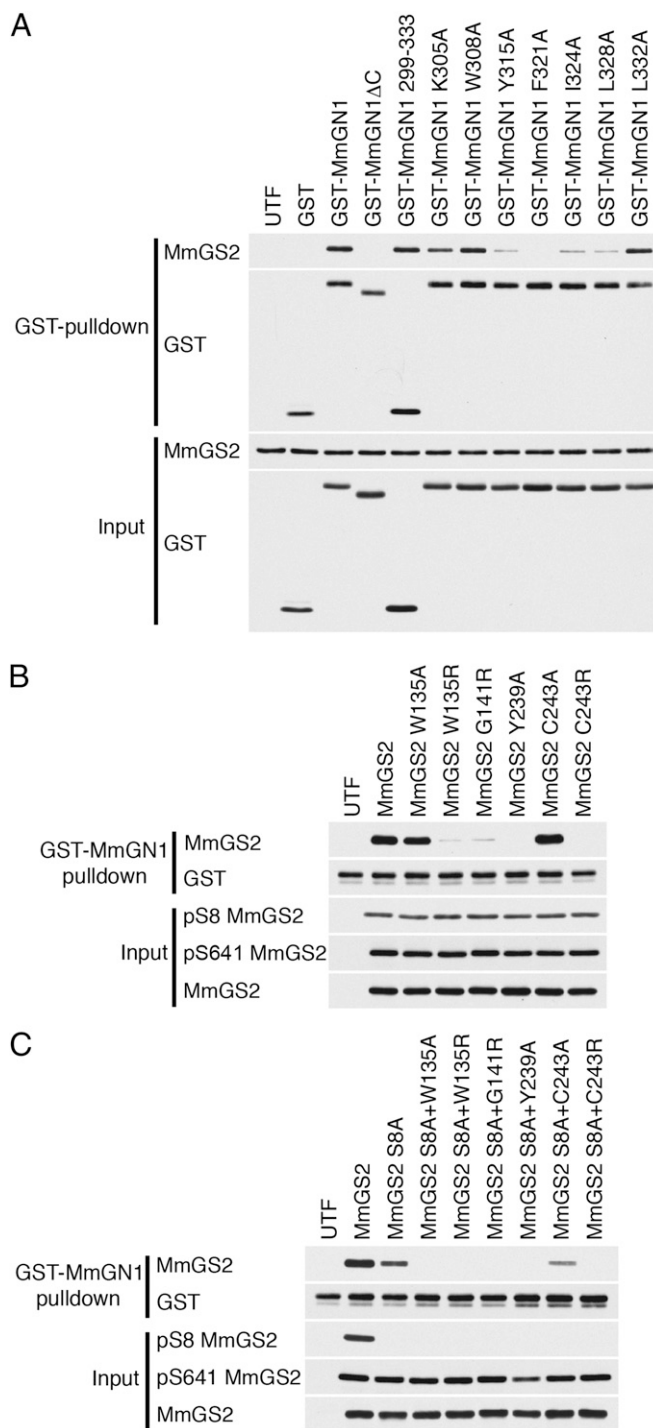 A
UTF
GST
GST-MmGN1
GST-MmGN1ΔC
GST-MmGN1 299-333
GST-MmGN1 K305A
GST-MmGN1 W308A
GST-MmGN1 Y315A
GST-MmGN1 F321A
GST-MmGN1 I324A
GST-MmGN1 L328A
GST-MmGN1 L332A
GST-pulldown
MmGS2
GST
Input
MmGS2
GST
B
UTF
MmGS2
MmGS2 W135A
MmGS2 W135R
MmGS2 G141R
MmGS2 Y239A
MmGS2 C243A
MmGS2 C243R
GST-MmGN1
pulldown
MmGS2
GST
Input
pS8 MmGS2
pS641 MmGS2
MmGS2
C
UTF
MmGS2
MmGS2 S8A
MmGS2 S8A+W135A
MmGS2 S8A+W135R
MmGS2 S8A+G141R
MmGS2 S8A+Y239A
MmGS2 S8A+C243A
MmGS2 S8A+C243R
GST-MmGN1
pulldown
MmGS2
GST
Input
pS8 MmGS2
pS641 MmGS2
MmGS2